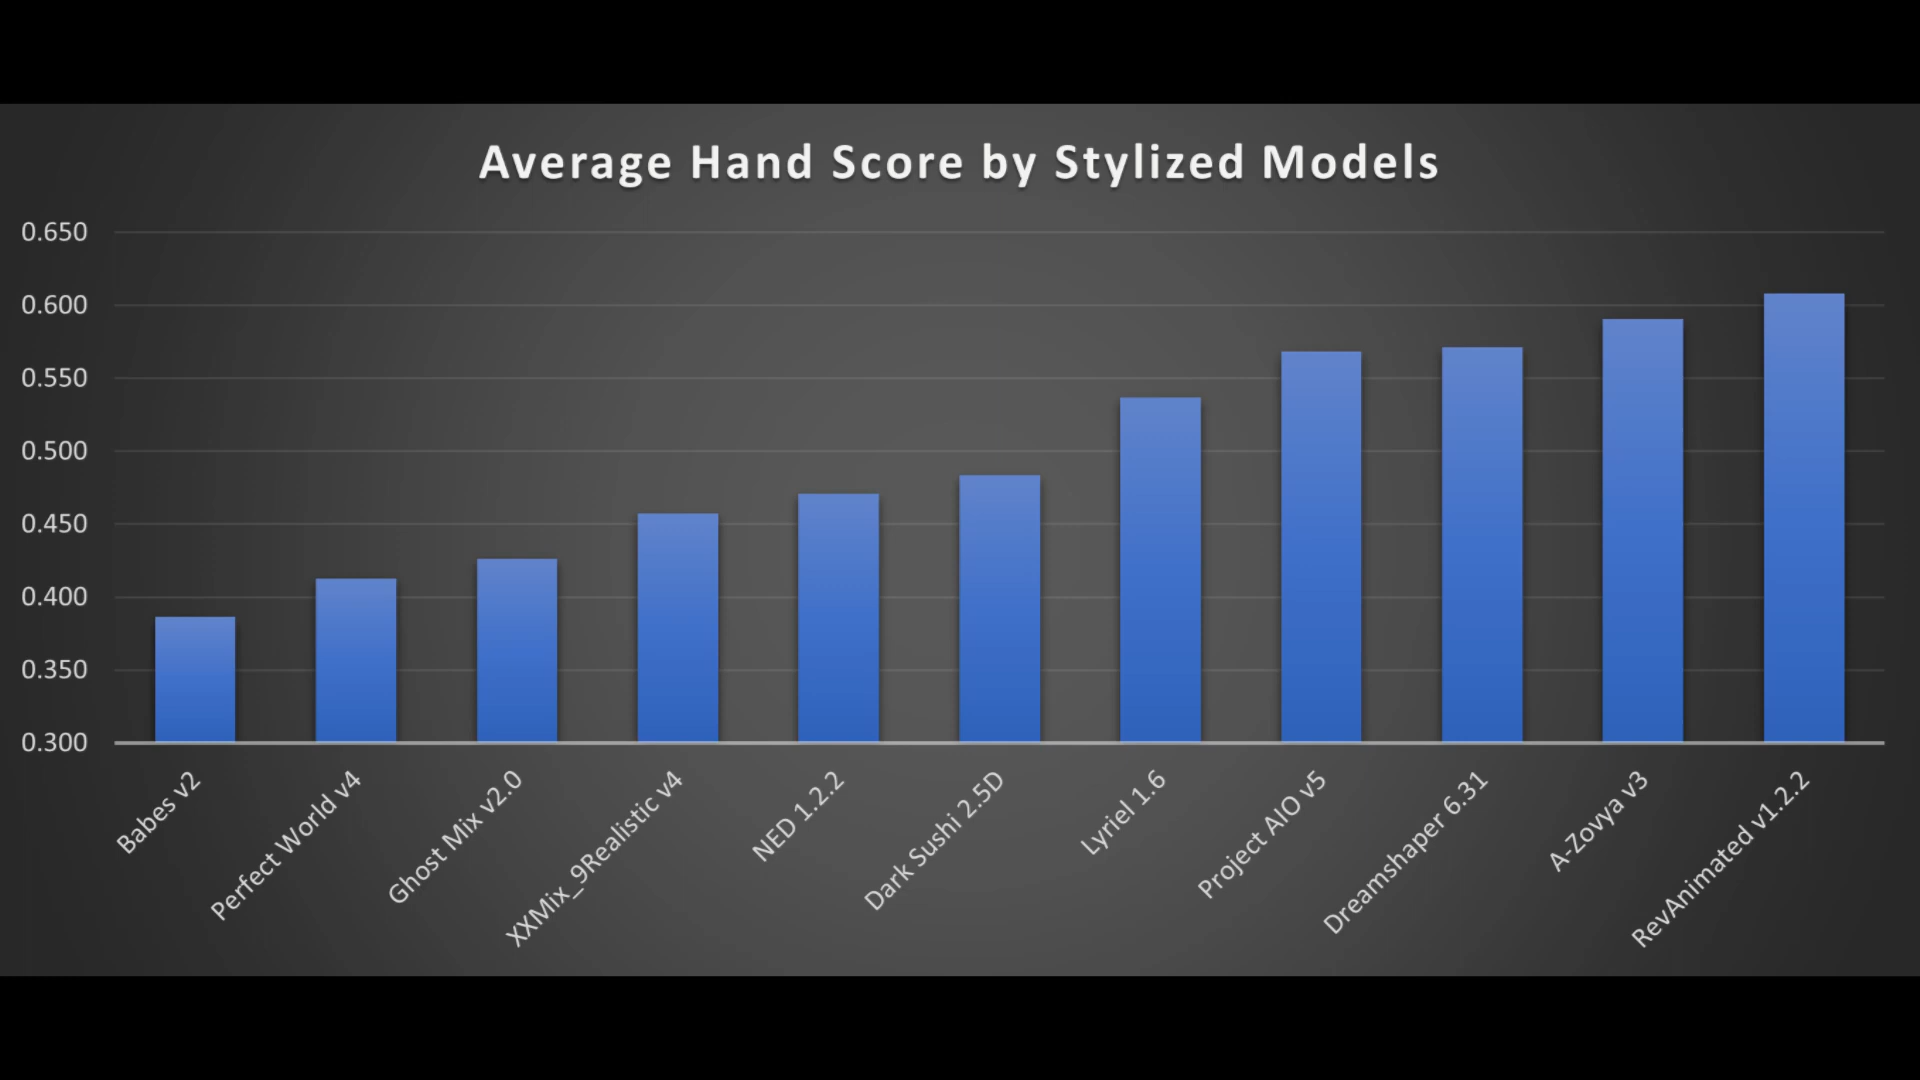 Average Hand Score by Stylized Models
0.650
0.600
0.550
0.500
0.450
0.400
0.350
0.300
Babes v2
Perfect World v4
Ghost Mix v2.0
XXMix_9Realistic v4
NED 1.2.2
Dark Sushi 2.5D
Lyriel 1.6
Project AIO v5
Dreamshaper 6.31
A-Zovya v3
RevAnimated v1.2.2